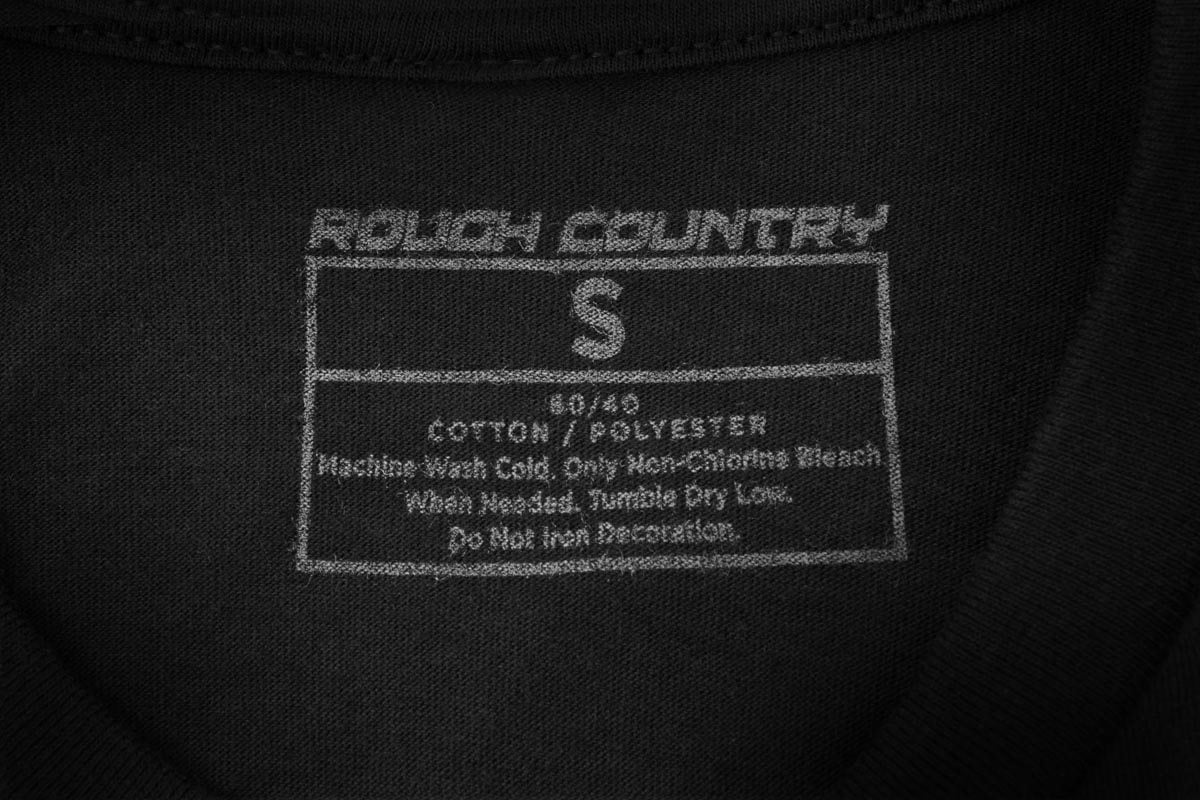 ROUGH COUNTRY
S
60/40
COTTON / POLYESTER
Machine Wash Cold. Only Non-Chlorine Bleach
When Needed. Tumble Dry Low.
Do Not Iron Decoration.